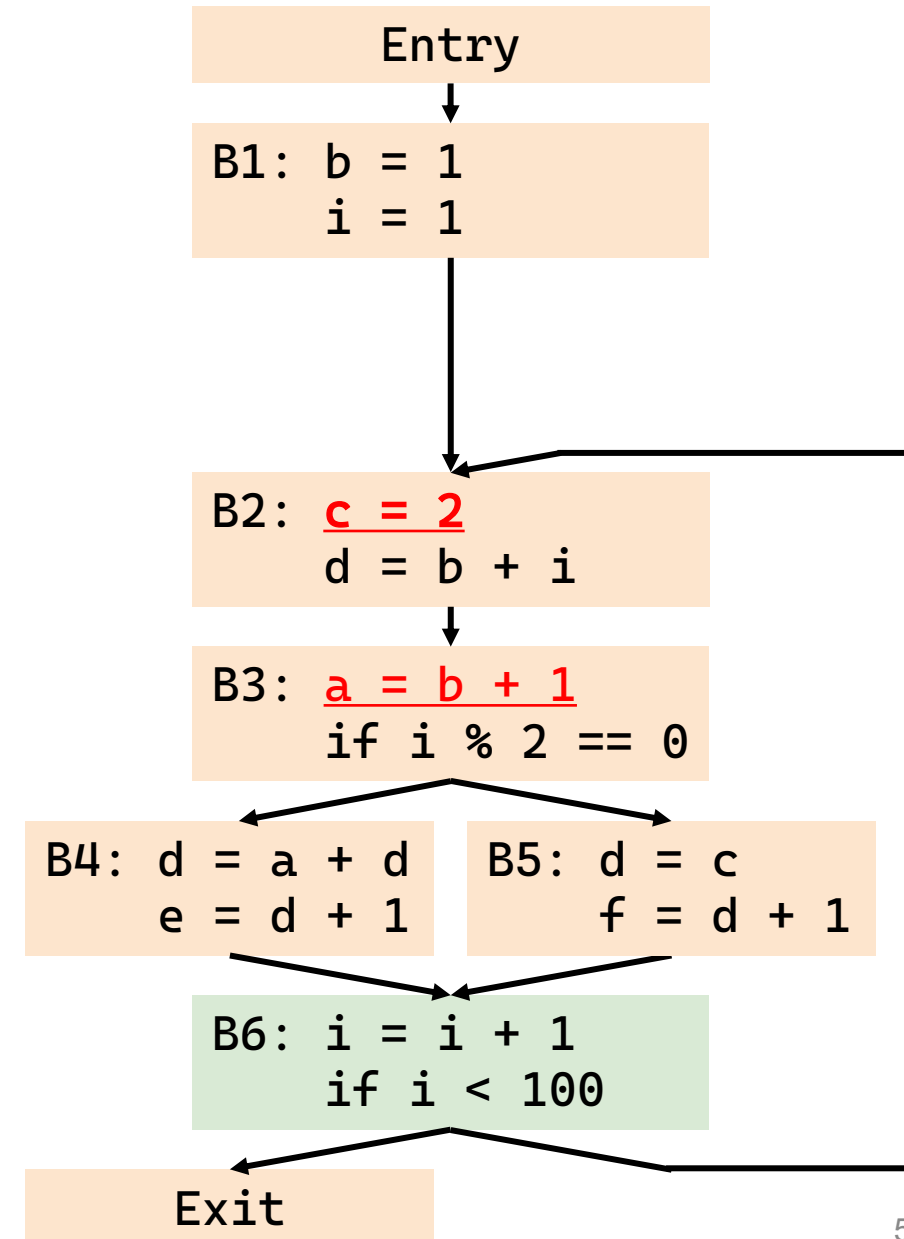 Entry
B1: b = 1
i = 1
B2: c = 2
d = b + i
B3: a = b + 1
if i % 2 == 0
B4: d = a + d
e = d + 1
B5: d = c
f = d + 1
B6: i = i + 1
if i < 100
Exit
5